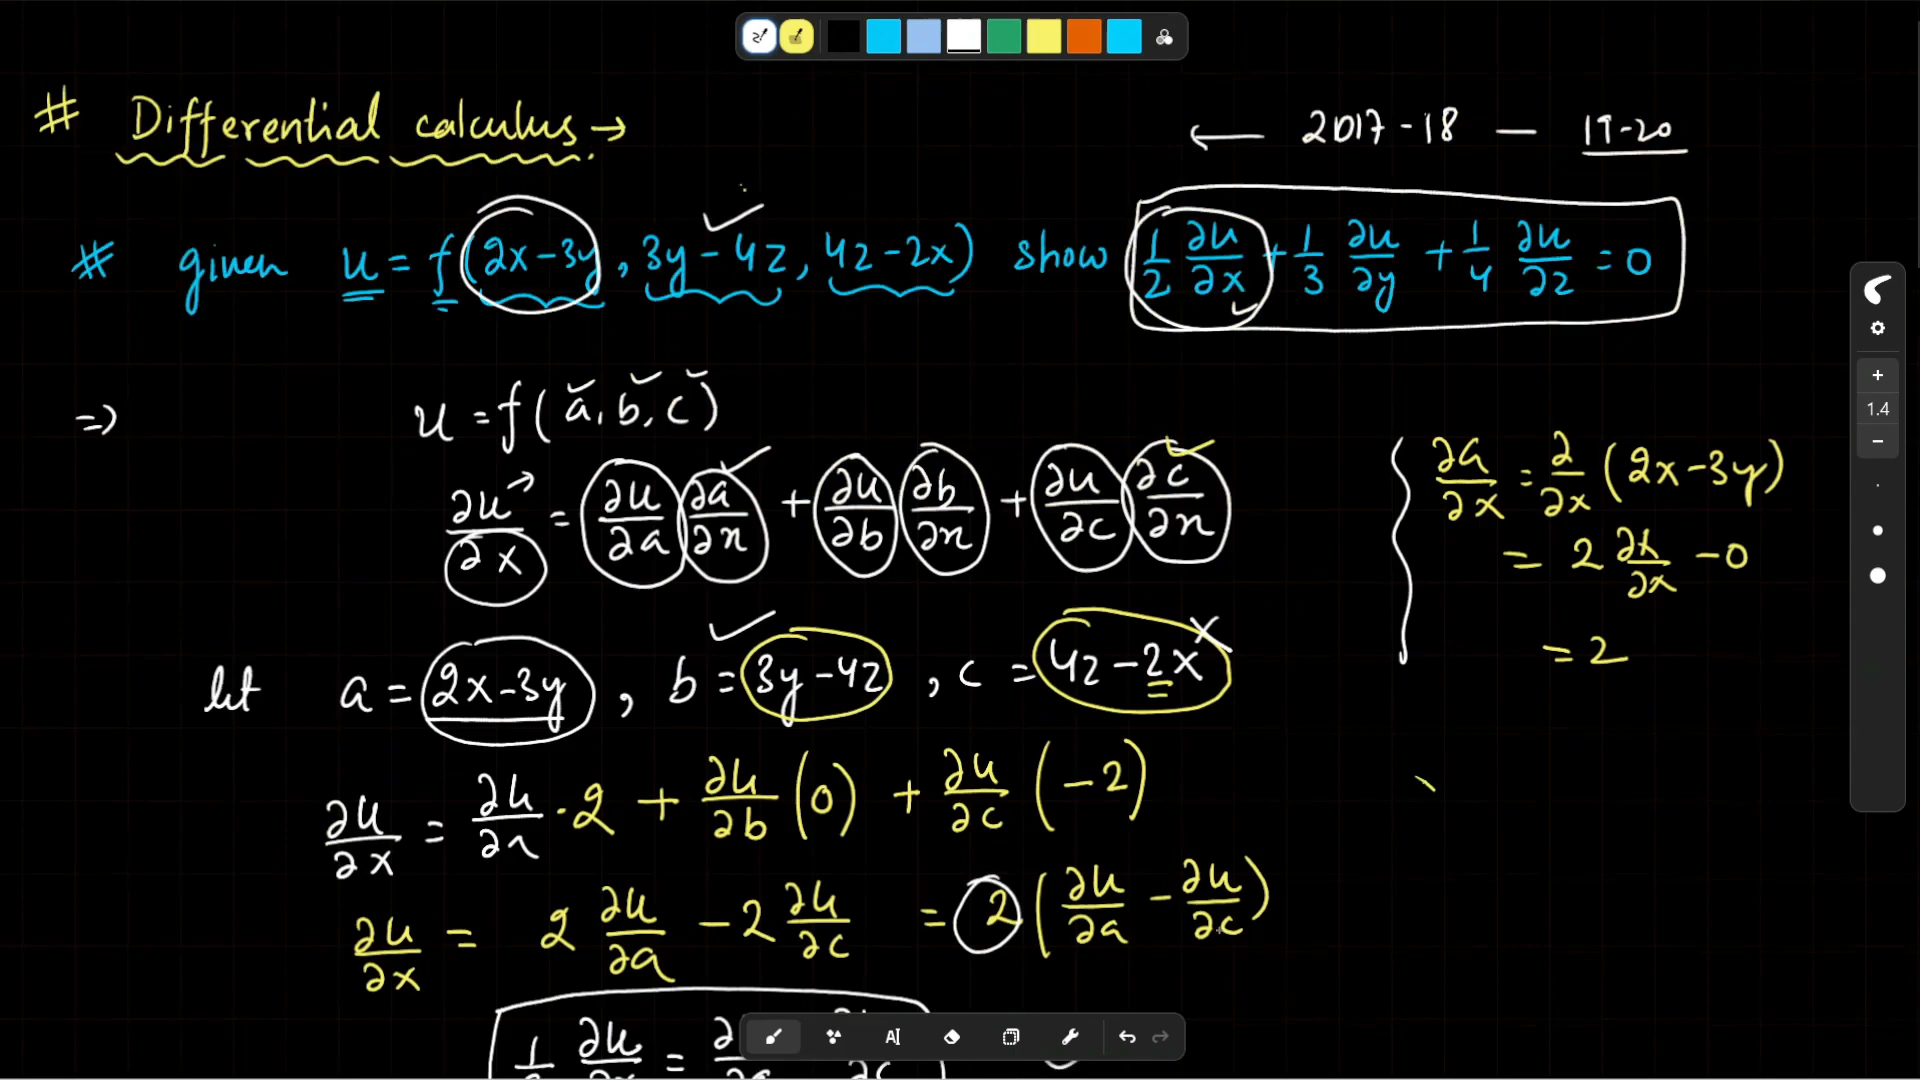 # Differential calculus →
← 2017-18 — 19-20
# given u = f(2x-3y, 3y-4z, 4z-2x) show 1/2 ∂u/∂x + 1/3 ∂u/∂y + 1/4 ∂u/∂z = 0
=> u = f(a, b, c)
∂u/∂x = ∂u/∂a ∂a/∂x + ∂u/∂b ∂b/∂x + ∂u/∂c ∂c/∂x
∂a/∂x = ∂/∂x (2x-3y)
= 2 ∂x/∂x - 0
= 2
let a = 2x-3y, b = 3y-4z, c = 4z-2x
∂u/∂x = ∂u/∂a · 2 + ∂u/∂b (0) + ∂u/∂c (-2)
∂u/∂x = 2 ∂u/∂a - 2 ∂u/∂c = 2(∂u/∂a - ∂u/∂c)
1.4
AI